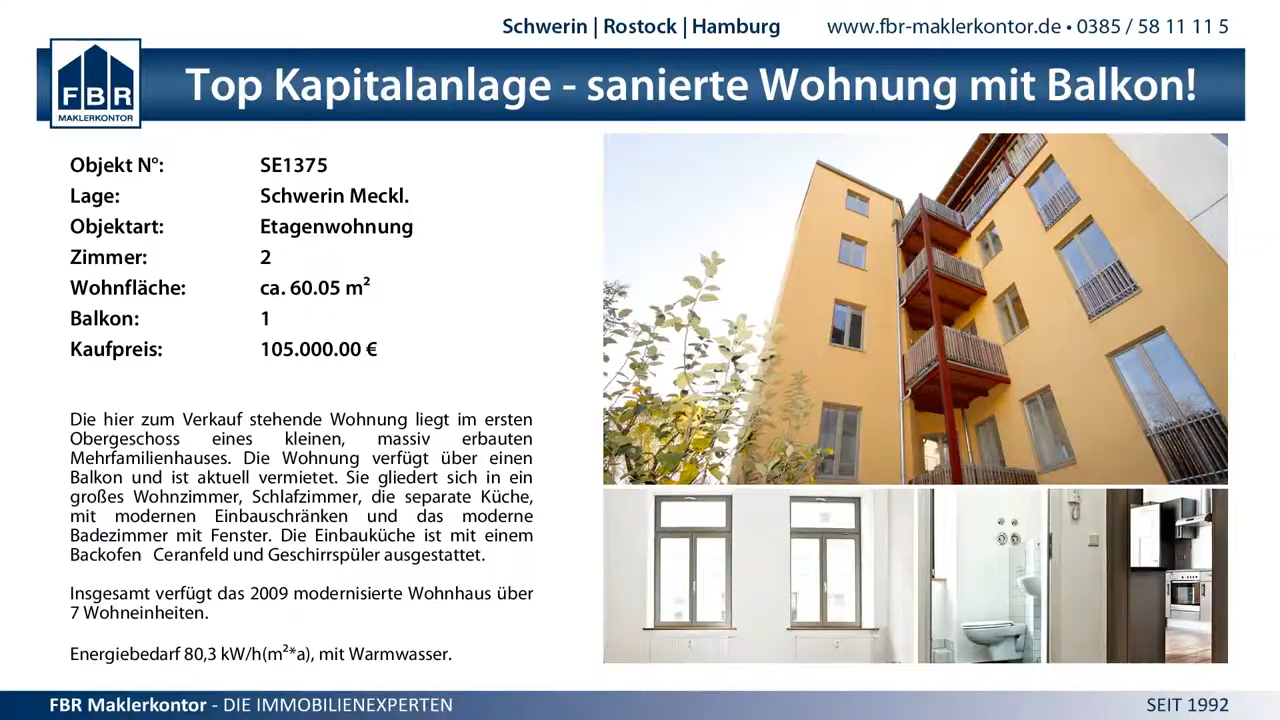 Schwerin | Rostock | Hamburg www.fbr-maklerkontor.de • 0385 / 58 11 11 5
FBR
MAKLERKONTOR
Top Kapitalanlage - sanierte Wohnung mit Balkon!
Objekt N°: SE1375
Lage: Schwerin Meckl.
Objektart: Etagenwohnung
Zimmer: 2
Wohnfläche: ca. 60.05 m²
Balkon: 1
Kaufpreis: 105.000.00 €
Die hier zum Verkauf stehende Wohnung liegt im ersten
Obergeschoss eines kleinen, massiv erbauten
Mehrfamilienhauses. Die Wohnung verfügt über einen
Balkon und ist aktuell vermietet. Sie gliedert sich in ein
großes Wohnzimmer, Schlafzimmer, die separate Küche,
mit modernen Einbauschränken und das moderne
Badezimmer mit Fenster. Die Einbauküche ist mit einem
Backofen Ceranfeld und Geschirrspüler ausgestattet.
Insgesamt verfügt das 2009 modernisierte Wohnhaus über
7 Wohneinheiten.
Energiebedarf 80,3 kW/h(m²*a), mit Warmwasser.
FBR Maklerkontor - DIE IMMOBILIENEXPERTEN SEIT 1992